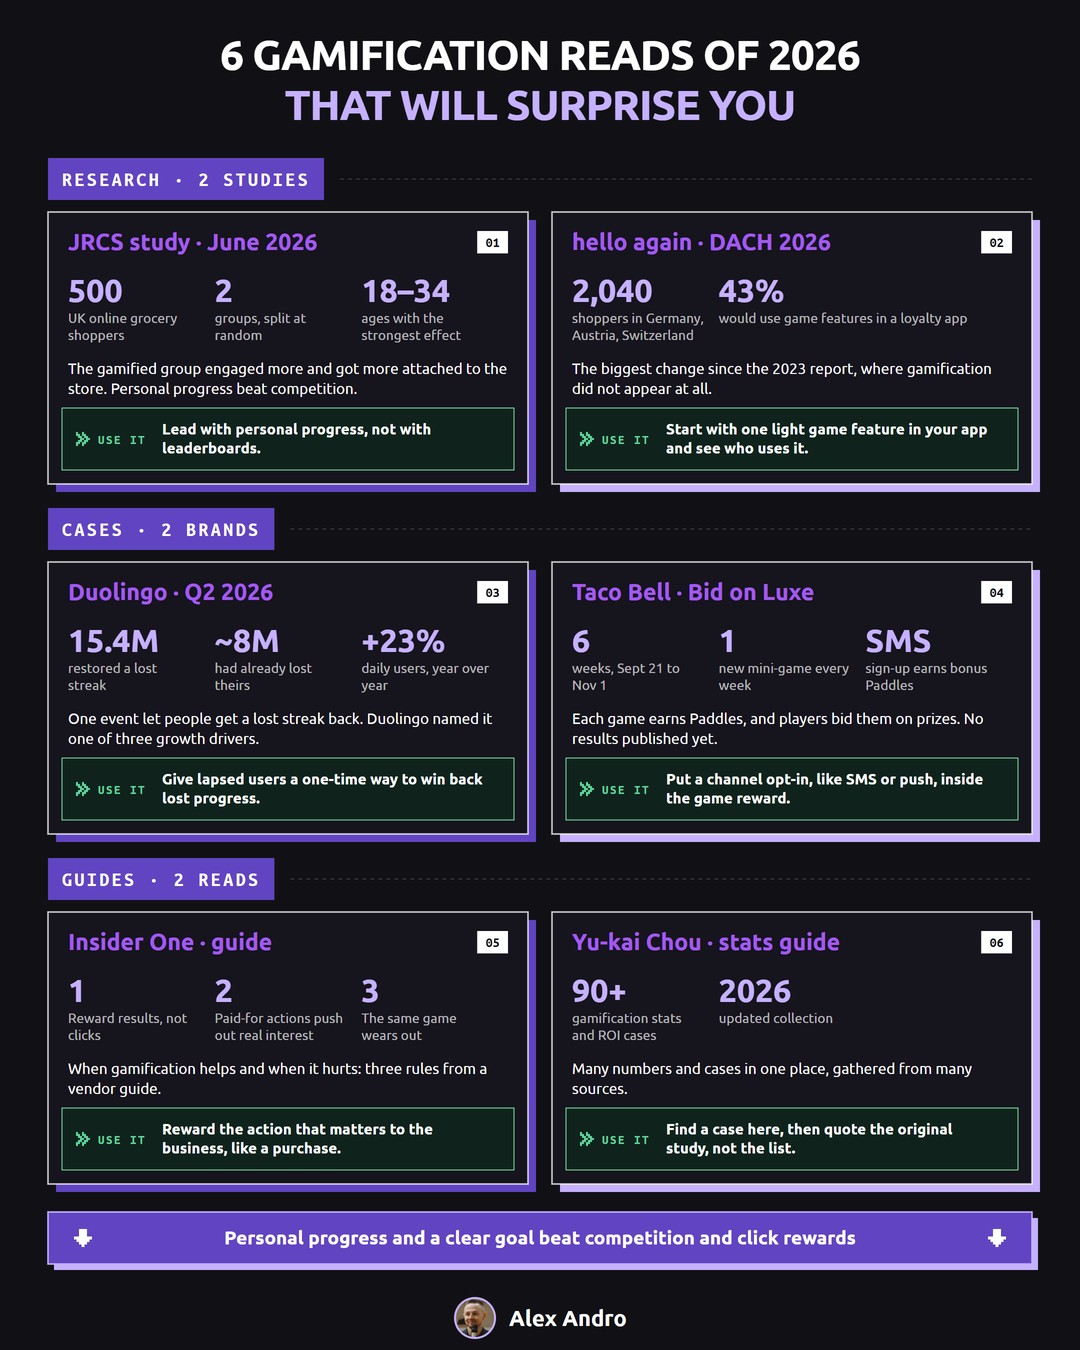 6 GAMIFICATION READS OF 2026
THAT WILL SURPRISE YOU
RESEARCH · 2 STUDIES
JRCS study · June 2026
01
500
UK online grocery
shoppers
2
groups, split at
random
18–34
ages with the
strongest effect
The gamified group engaged more and got more attached to the
store. Personal progress beat competition.
USE IT
Lead with personal progress, not with
leaderboards.
hello again · DACH 2026
02
2,040
shoppers in Germany,
Austria, Switzerland
43%
would use game features in a loyalty app
The biggest change since the 2023 report, where gamification
did not appear at all.
USE IT
Start with one light game feature in your app
and see who uses it.
CASES · 2 BRANDS
Duolingo · Q2 2026
03
15.4M
restored a lost
streak
~8M
had already lost
theirs
+23%
daily users, year over
year
One event let people get a lost streak back. Duolingo named it
one of three growth drivers.
USE IT
Give lapsed users a one-time way to win back
lost progress.
Taco Bell · Bid on Luxe
04
6
weeks, Sept 21 to
Nov 1
1
new mini-game every
week
SMS
sign-up earns bonus
Paddles
Each game earns Paddles, and players bid them on prizes. No
results published yet.
USE IT
Put a channel opt-in, like SMS or push, inside
the game reward.
GUIDES · 2 READS
Insider One · guide
05
1
Reward results, not
clicks
2
Paid-for actions push
out real interest
3
The same game
wears out
When gamification helps and when it hurts: three rules from a
vendor guide.
USE IT
Reward the action that matters to the
business, like a purchase.
Yu-kai Chou · stats guide
06
90+
gamification stats
and ROI cases
2026
updated collection
Many numbers and cases in one place, gathered from many
sources.
USE IT
Find a case here, then quote the original
study, not the list.
Personal progress and a clear goal beat competition and click rewards
Alex Andro